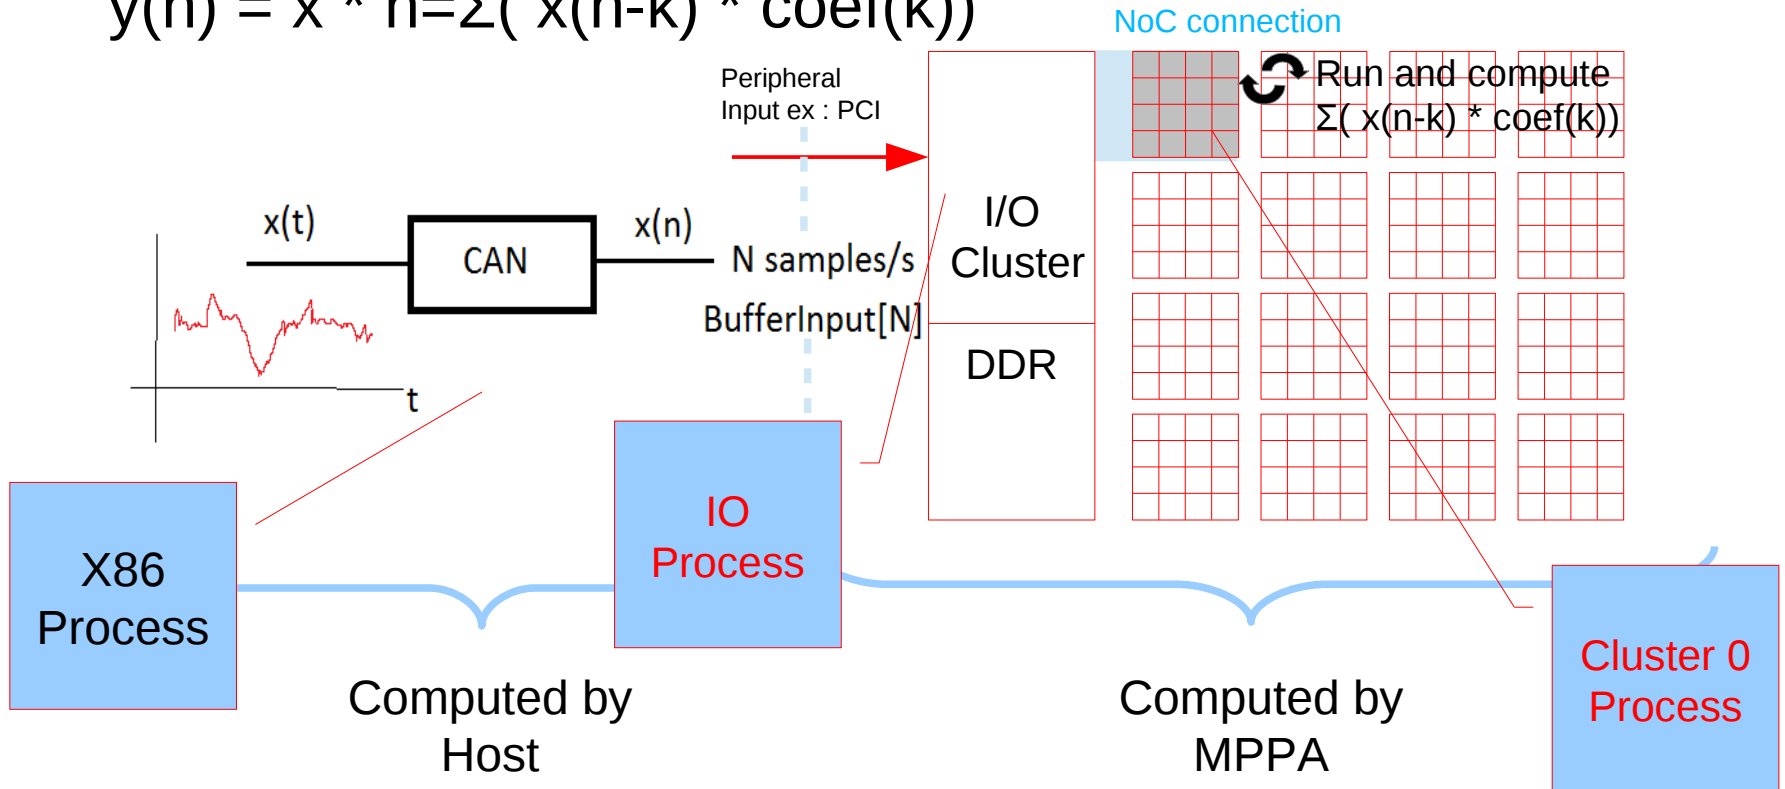 y(n) = x * h=Σ( x(n-k) * coef(k))
NoC connection
Peripheral
Input ex : PCI
Run and compute
Σ( x(n-k) * coef(k))
x(t)
CAN
x(n)
N samples/s
BufferInput[N]
I/O
Cluster
DDR
t
X86
Process
IO
Process
Cluster 0
Process
Computed by
Host
Computed by
MPPA